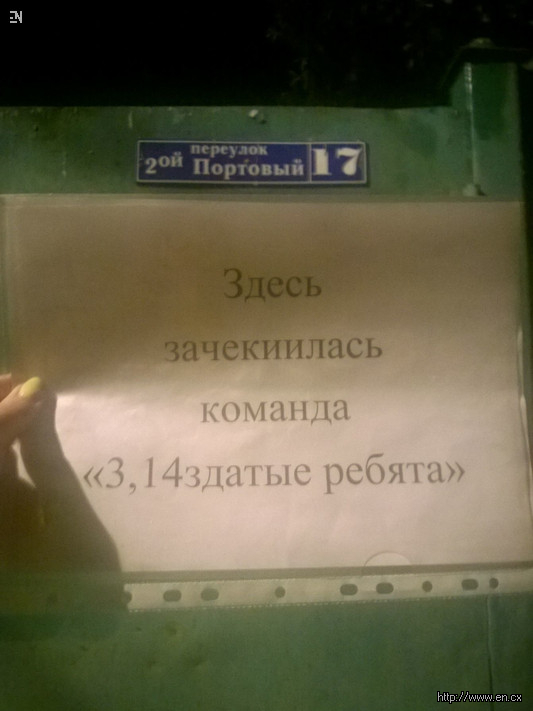 EN
переулок
2ой Портовый 17
Здесь
зачекиилась
команда
«3,14здатые ребята»
http://www.en.cx